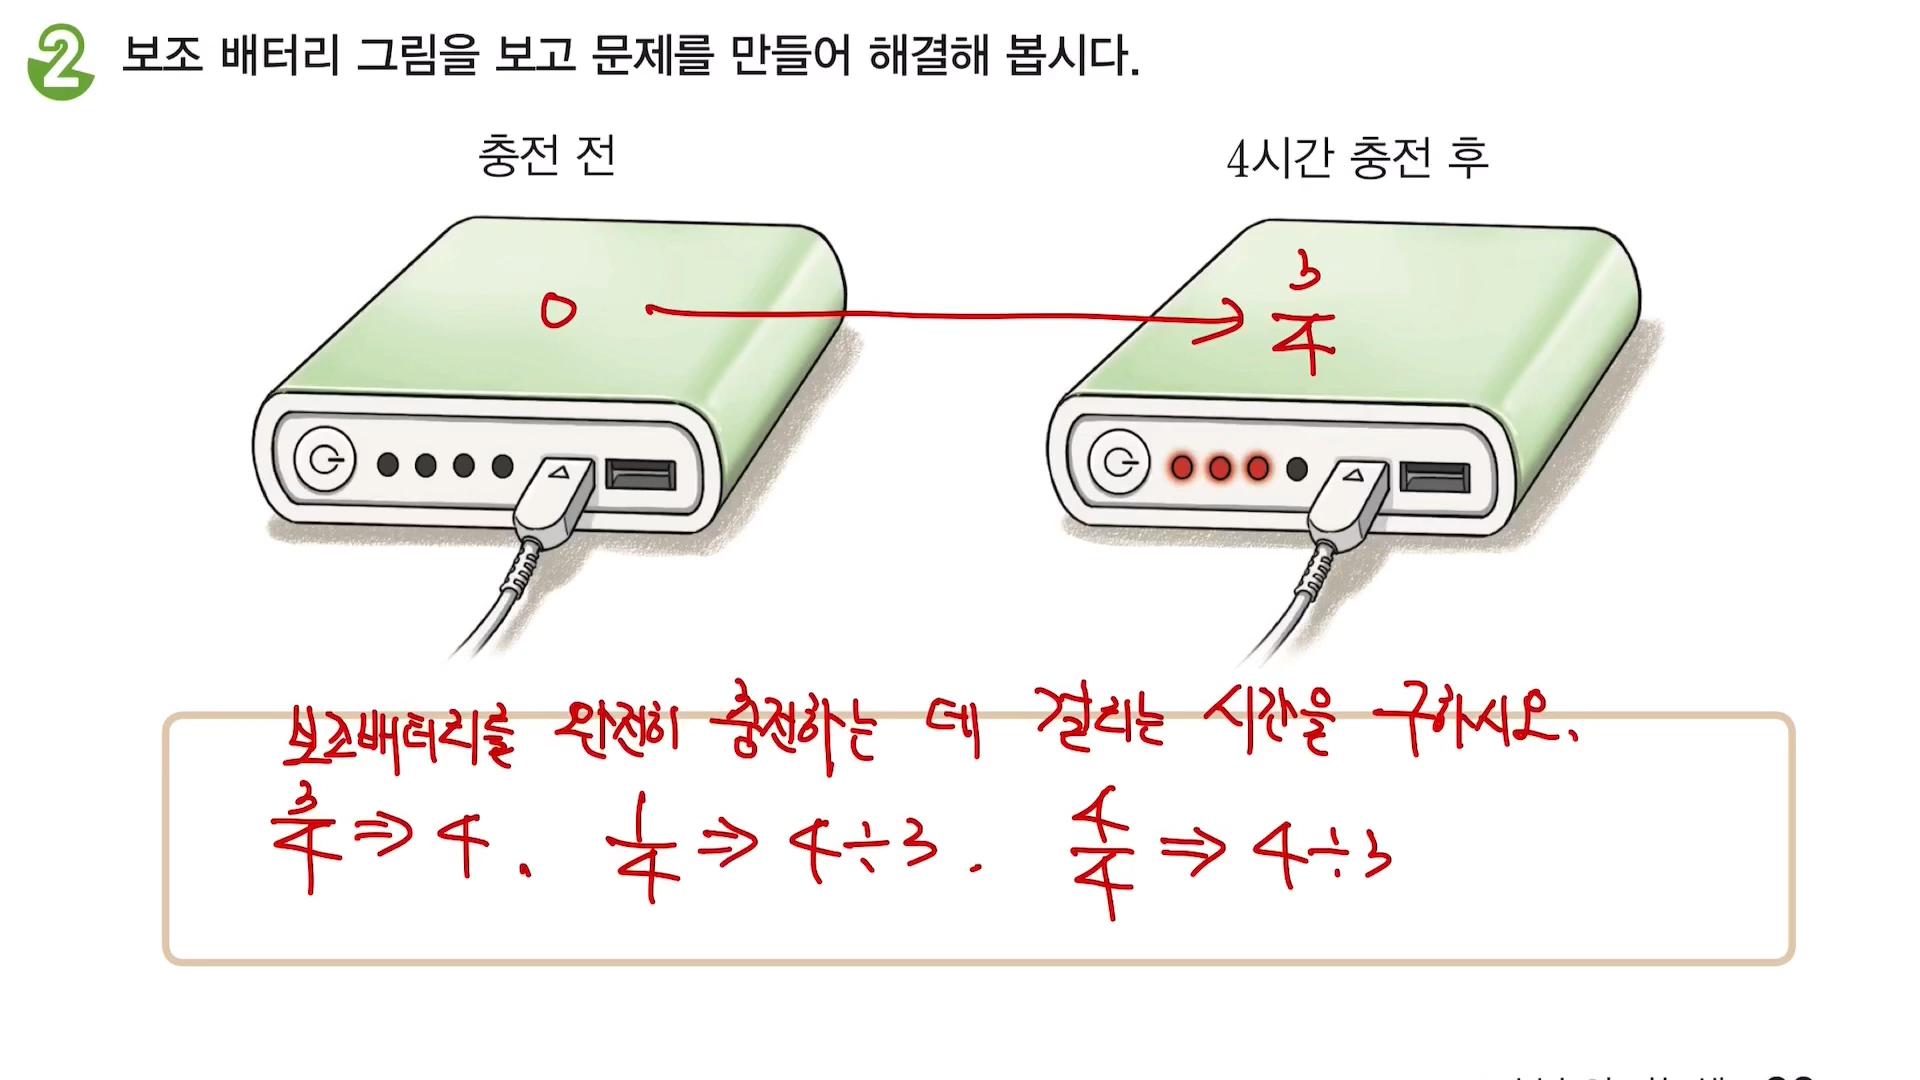 2 보조 배터리 그림을 보고 문제를 만들어 해결해 봅시다.
충전 전
4시간 충전 후
0
3/4
보조배터리를 완전히 충전하는 데 걸리는 시간을 구하시오.
3/4 ⇒ 4. 1/4 ⇒ 4÷3. 4/4 ⇒ 4÷3